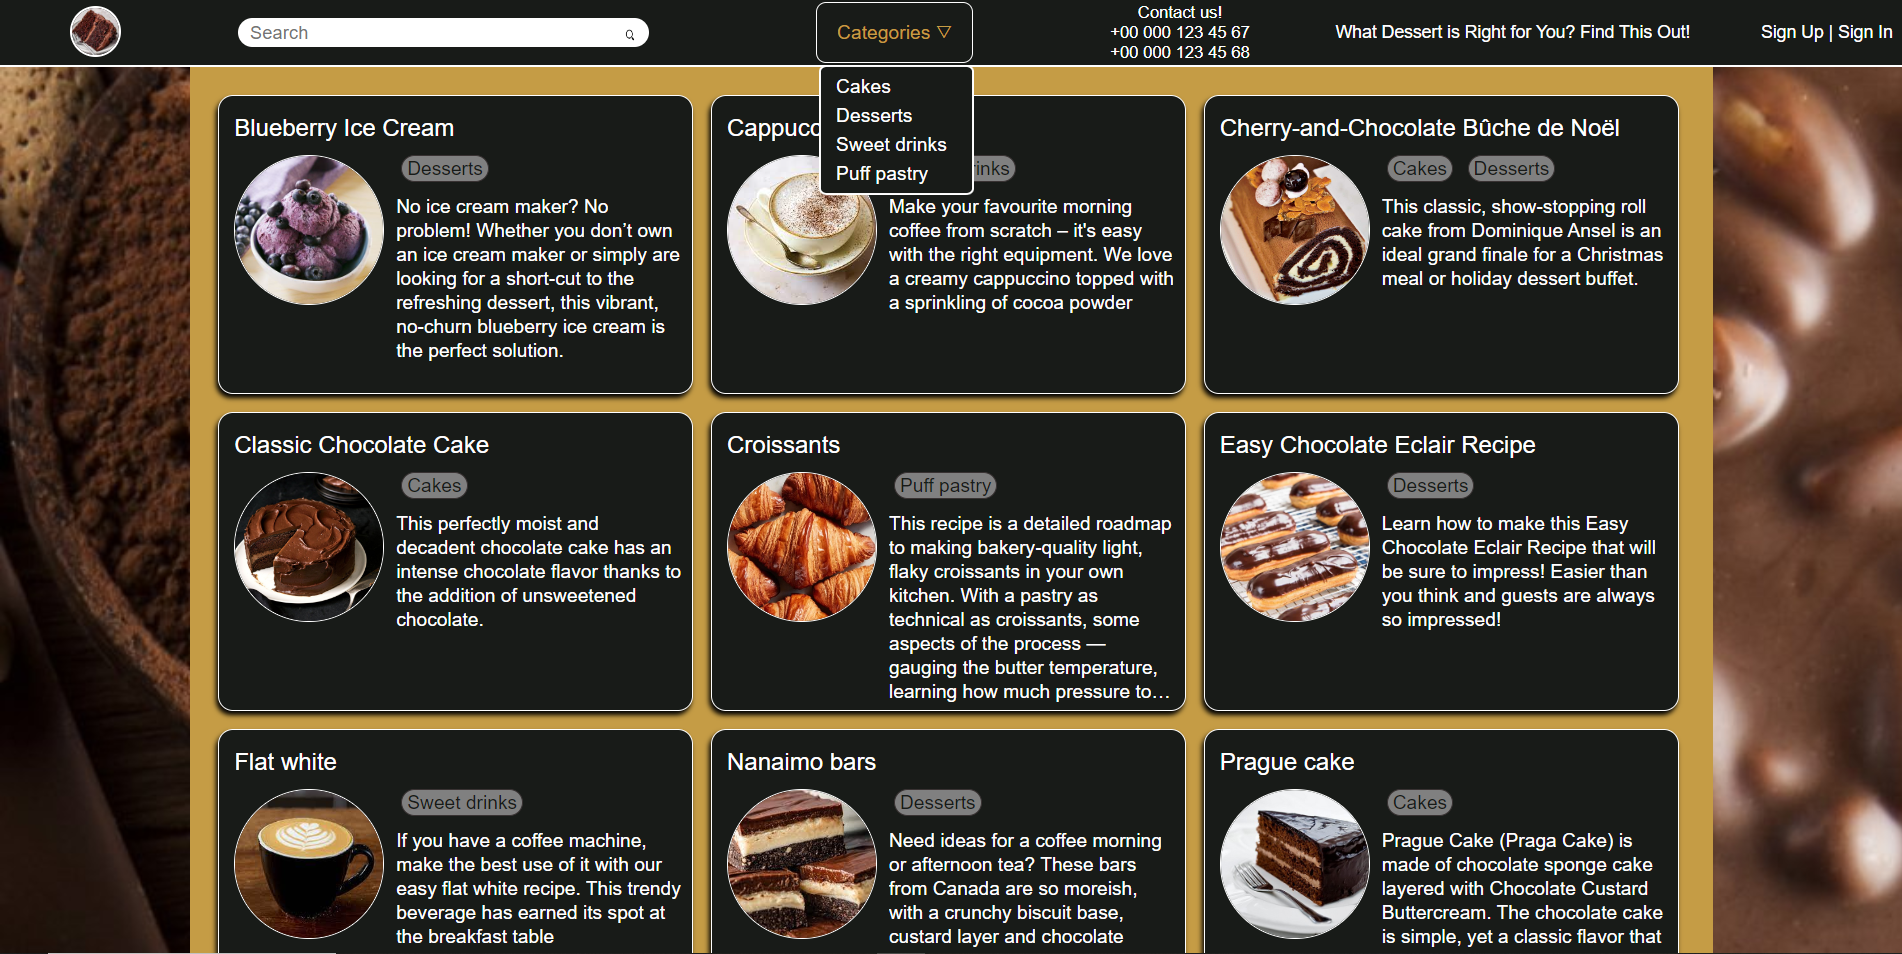 Search
Categories ▽
Contact us!
+00 000 123 45 67
+00 000 123 45 68
What Dessert is Right for You? Find This Out!
Sign Up | Sign In
Cakes
Desserts
Sweet drinks
Puff pastry
Blueberry Ice Cream
Desserts
No ice cream maker? No
problem! Whether you don’t own
an ice cream maker or simply are
looking for a short-cut to the
refreshing dessert, this vibrant,
no-churn blueberry ice cream is
the perfect solution.
Cappucc
rinks
Make your favourite morning
coffee from scratch – it's easy
with the right equipment. We love
a creamy cappuccino topped with
a sprinkling of cocoa powder
Cherry-and-Chocolate Bûche de Noël
Cakes Desserts
This classic, show-stopping roll
cake from Dominique Ansel is an
ideal grand finale for a Christmas
meal or holiday dessert buffet.
Classic Chocolate Cake
Cakes
This perfectly moist and
decadent chocolate cake has an
intense chocolate flavor thanks to
the addition of unsweetened
chocolate.
Croissants
Puff pastry
This recipe is a detailed roadmap
to making bakery-quality light,
flaky croissants in your own
kitchen. With a pastry as
technical as croissants, some
aspects of the process —
gauging the butter temperature,
learning how much pressure to…
Easy Chocolate Eclair Recipe
Desserts
Learn how to make this Easy
Chocolate Eclair Recipe that will
be sure to impress! Easier than
you think and guests are always
so impressed!
Flat white
Sweet drinks
If you have a coffee machine,
make the best use of it with our
easy flat white recipe. This trendy
beverage has earned its spot at
the breakfast table
Nanaimo bars
Desserts
Need ideas for a coffee morning
or afternoon tea? These bars
from Canada are so moreish,
with a crunchy biscuit base,
custard layer and chocolate
Prague cake
Cakes
Prague Cake (Praga Cake) is
made of chocolate sponge cake
layered with Chocolate Custard
Buttercream. The chocolate cake
is simple, yet a classic flavor that